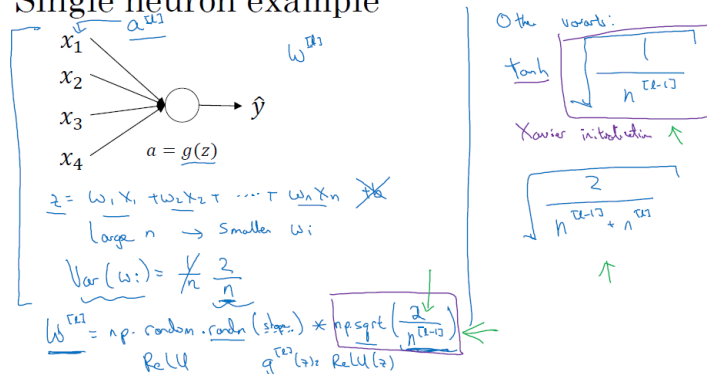 Single neuron example
x₁ a^[l]
w^[l]
x₂
x₃
x₄
ŷ
a = g(z)
z = w₁x₁ + w₂x₂ + ···· + wₙxₙ +b
Large n → Smaller wᵢ
Var(wᵢ) = 1/n 2/n
W^[l] = np.random.randn(shape) * np.sqrt(2/n^[l-1])
ReLU g^[l](z) = ReLU(z)
Other variants:
tanh √(1/n^[l-1])
Xavier initialization
√(2/(n^[l-1] + n^[l]))